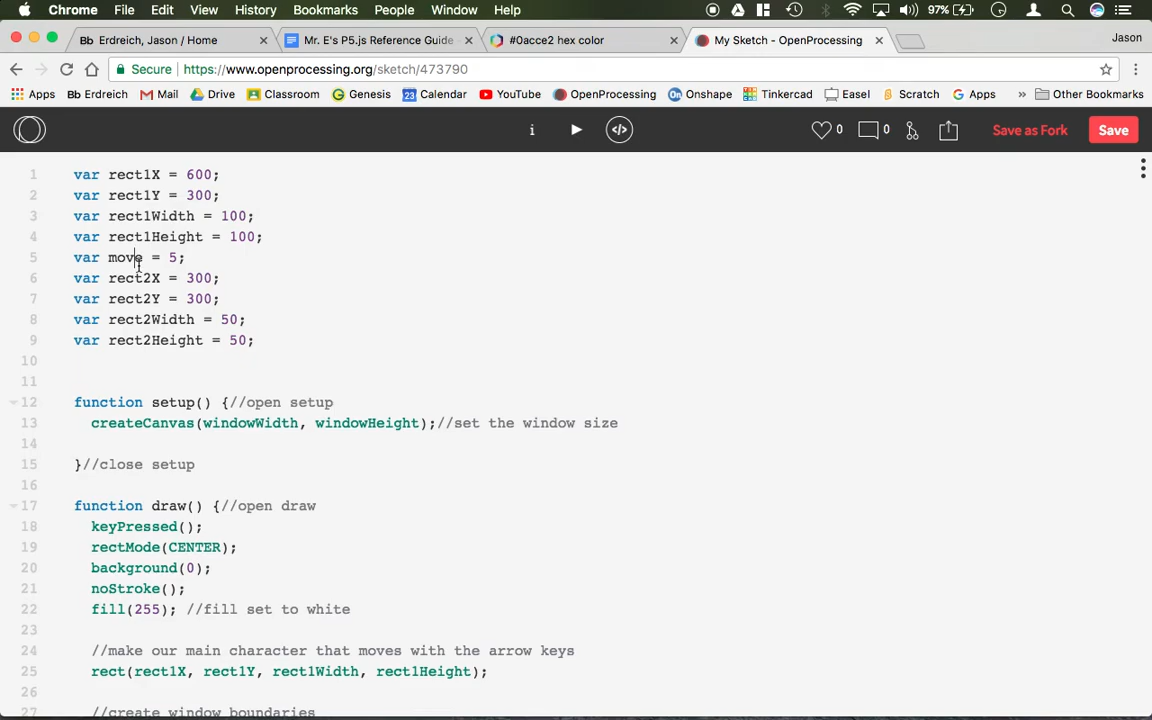 Chrome File Edit View History Bookmarks People Window Help 97%
Bb Erdreich, Jason / Home Mr. E's P5.js Reference Guide #0acce2 hex color My Sketch - OpenProcessing Jason
Secure https://www.openprocessing.org/sketch/473790
Apps Bb Erdreich Mail Drive Classroom Genesis 23 Calendar YouTube OpenProcessing On Onshape Tinkercad Easel Scratch Apps » Other Bookmarks
i </> 0 0 Save as Fork Save
1 var rect1X = 600;
2 var rect1Y = 300;
3 var rect1Width = 100;
4 var rect1Height = 100;
5 var move = 5;
6 var rect2X = 300;
7 var rect2Y = 300;
8 var rect2Width = 50;
9 var rect2Height = 50;
10
11
12 function setup() {//open setup
13 createCanvas(windowWidth, windowHeight);//set the window size
14
15 }//close setup
16
17 function draw() {//open draw
18 keyPressed();
19 rectMode(CENTER);
20 background(0);
21 noStroke();
22 fill(255); //fill set to white
23
24 //make our main character that moves with the arrow keys
25 rect(rect1X, rect1Y, rect1Width, rect1Height);
26
27 //create window boundaries